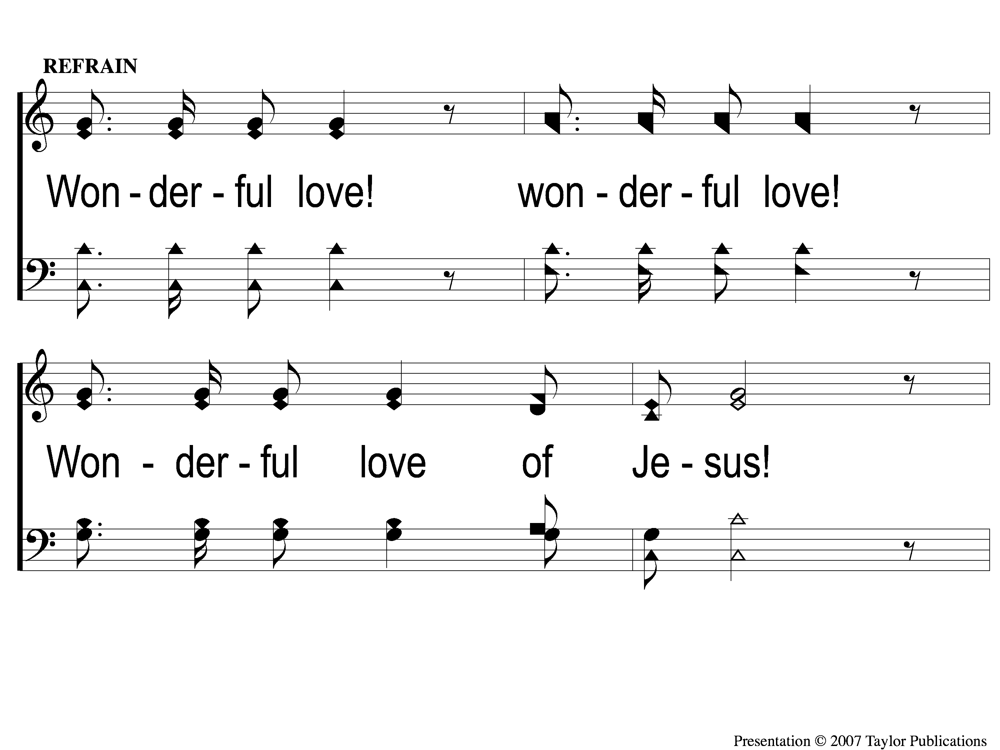 REFRAIN
Won - der - ful love! won - der - ful love!
Won - der - ful love of Je - sus!
Presentation © 2007 Taylor Publications